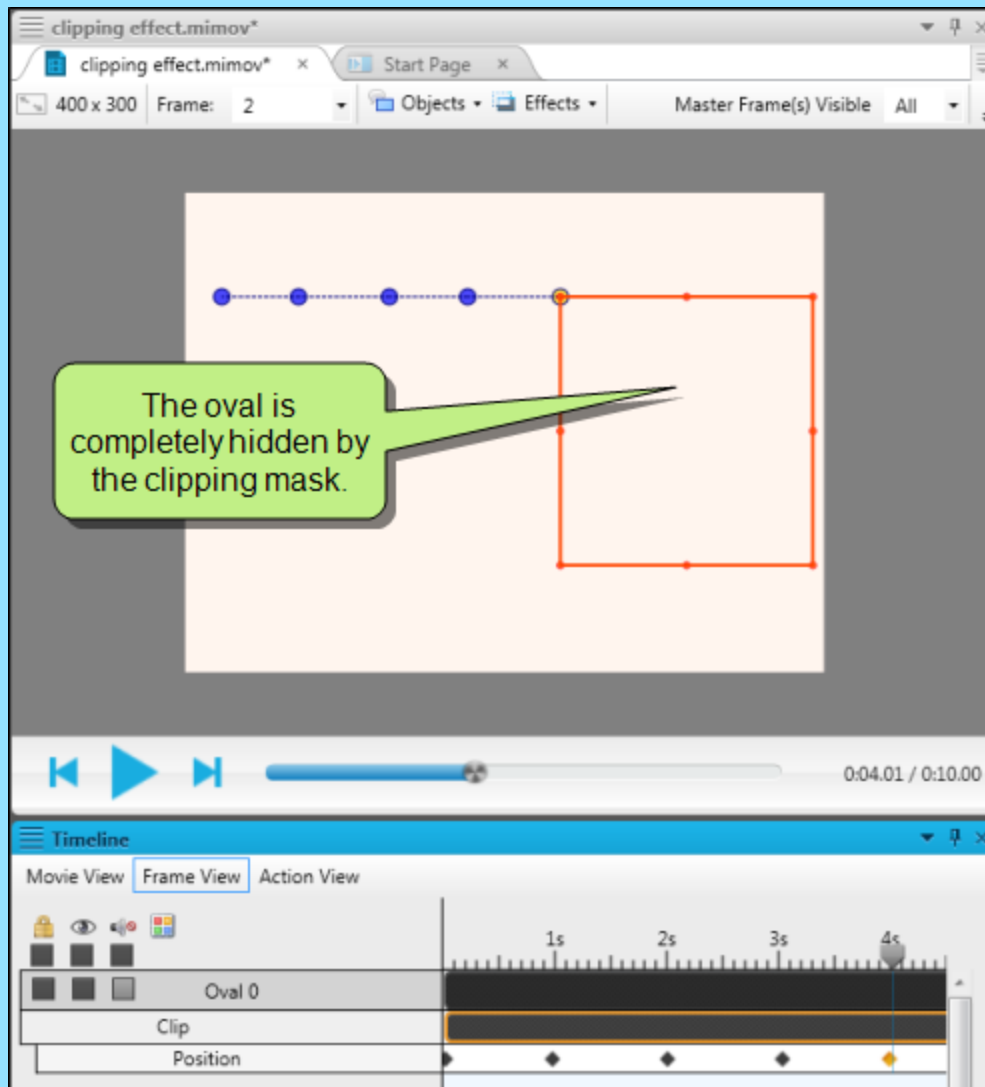 clipping effect.mimov*
clipping effect.mimov* × Start Page ×
400 x 300 Frame: 2 Objects Effects Master Frame(s) Visible All
The oval is
completely hidden by
the clipping mask.
0:04.01 / 0:10.00
Timeline
Movie View Frame View Action View
1s 2s 3s 4s
Oval 0
Clip
Position